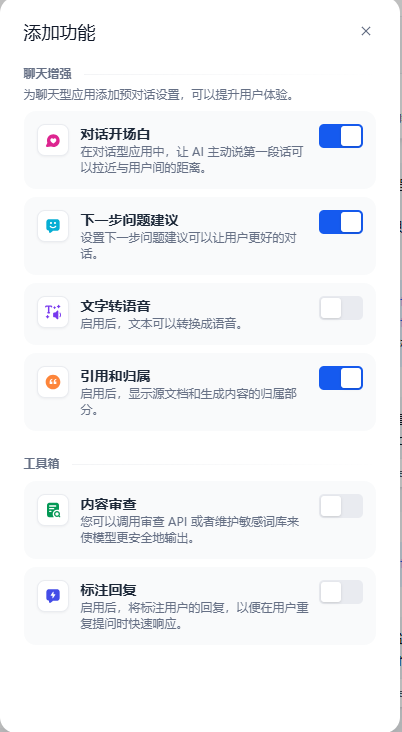 添加功能
聊天增强
为聊天型应用添加预对话设置，可以提升用户体验。
对话开场白
在对话型应用中，让 AI 主动说第一段话可
以拉近与用户间的距离。
下一步问题建议
设置下一步问题建议可以让用户更好的对
话。
文字转语音
启用后，文本可以转换成语音。
引用和归属
启用后，显示源文档和生成内容的归属部
分。
工具箱
内容审查
您可以调用审查 API 或者维护敏感词库来
使模型更安全地输出。
标注回复
启用后，将标注用户的回复，以便在用户重
复提问时快速响应。